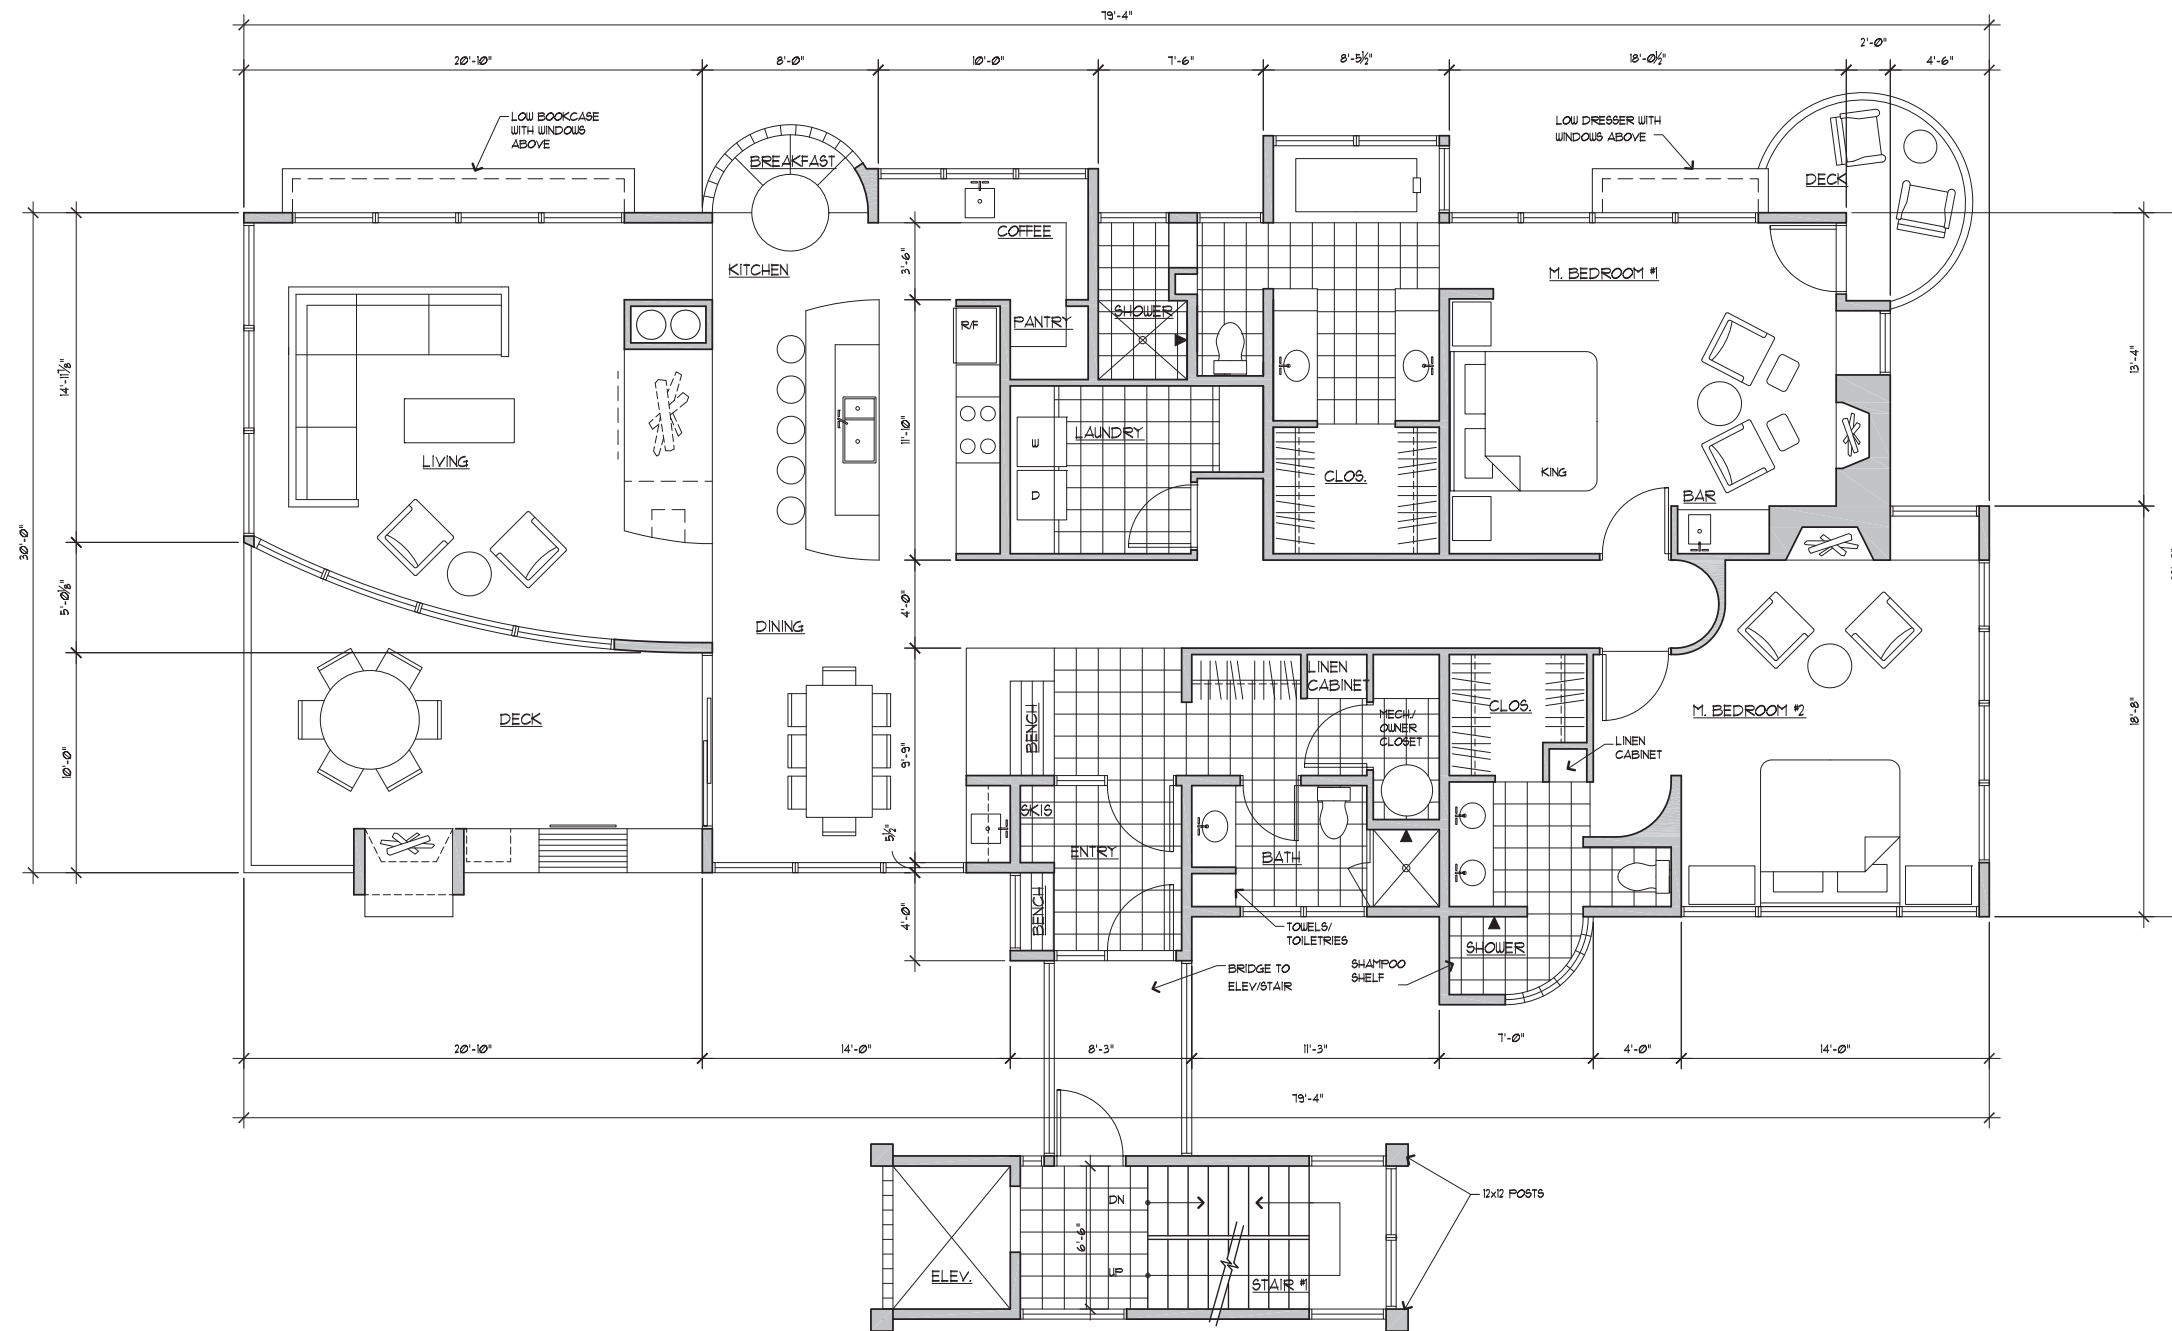 79'-4"
2'-0"
20'-10"
8'-0"
10'-0"
7'-6"
8'-5½"
18'-0½"
4'-6"
LOW BOOKCASE
WITH WINDOWS
ABOVE
LOW DRESSER WITH
WINDOWS ABOVE
BREAKFAST
DECK
COFFEE
KITCHEN
3'-6"
M. BEDROOM #1
SHOWER
PANTRY
R/F
14'-11⅞"
13'-4"
11'-10"
LAUNDRY
W
D
LIVING
CLOS.
KING
BAR
30'-0"
5'-0⅛"
4'-0"
DINING
LINEN
CABINET
DECK
BENCH
MECH./
OWNER
CLOSET
CLOS.
M. BEDROOM #2
LINEN
CABINET
18'-8"
10'-0"
9'-9"
SKIS
5½"
ENTRY
BATH
BENCH
4'-0"
TOWELS/
TOILETRIES
SHOWER
SHAMPOO
SHELF
BRIDGE TO
ELEV/STAIR
20'-10"
14'-0"
8'-3"
11'-3"
7'-0"
4'-0"
14'-0"
79'-4"
DN
12x12 POSTS
6'-6"
UP
ELEV.
STAIR #1